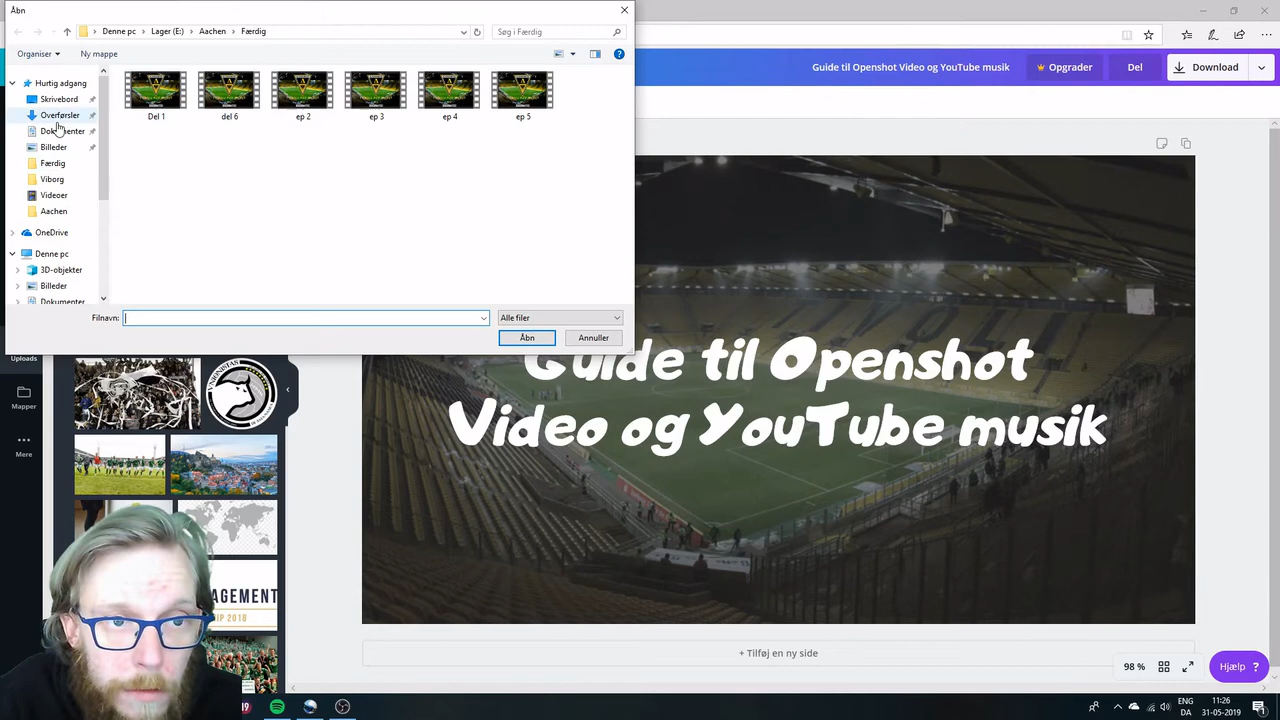 Åbn
Denne pc
Lager (E:)
Aachen
Færdig
Søg i Færdig
Organiser
Ny mappe
Hurtig adgang
Skrivebord
Overførsler
Dokumenter
Billeder
Færdig
Viborg
Videoer
Aachen
OneDrive
Denne pc
3D-objekter
Billeder
Dokumenter
Del 1
del 6
ep 2
ep 3
ep 4
ep 5
Filnavn:
Alle filer
Åbn
Annuller
Guide til Openshot Video og YouTube musik
Opgrader
Del
Download
Uploads
Mapper
Mere
Guide til Openshot
Video og YouTube musik
AGEMENT
IP 2018
+ Tilføj en ny side
98 %
Hjælp ?
ENG
DA
11:26
31-05-2019